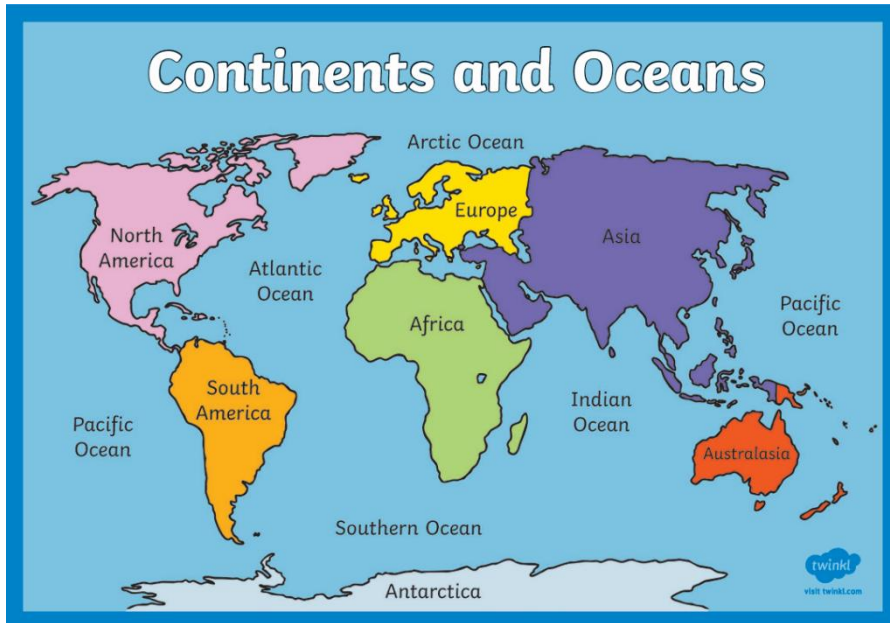 Continents and Oceans
Arctic Ocean
North
America
Europe
Asia
Atlantic
Ocean
Africa
Pacific
Ocean
South
America
Indian
Ocean
Pacific
Ocean
Australasia
Southern Ocean
Antarctica
twinkl
visit twinkl.com